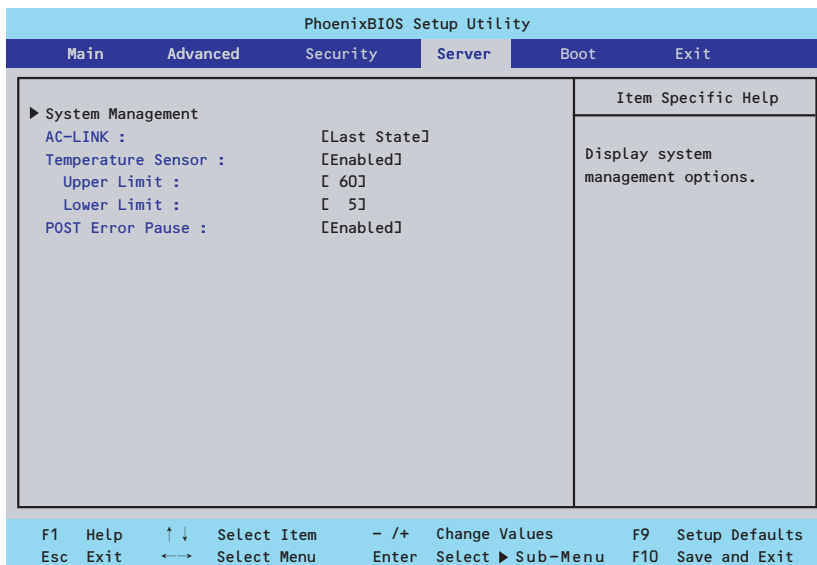 PhoenixBIOS Setup Utility
Main Advanced Security Server Boot Exit
▶ System Management
AC-LINK : [Last State]
Temperature Sensor : [Enabled]
Upper Limit : [ 60]
Lower Limit : [  5]
POST Error Pause : [Enabled]
Item Specific Help
Display system
management options.
F1 Help ↑↓ Select Item - /+ Change Values F9 Setup Defaults
Esc Exit ←→ Select Menu Enter Select ▶ Sub-Menu F10 Save and Exit